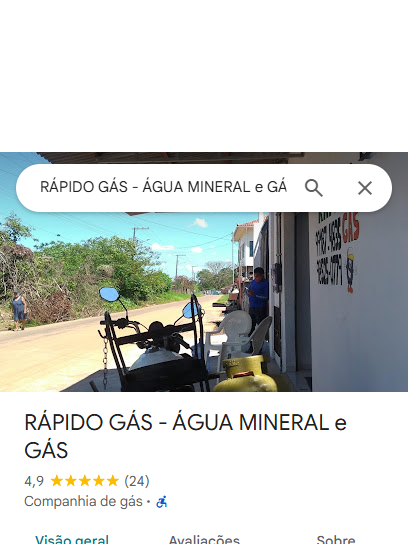 RÁPIDO GÁS - ÁGUA MINERAL e GÁ
GÁS
RÁPIDO GÁS - ÁGUA MINERAL e
GÁS
4,9 (24)
Companhia de gás ·
Visão geral Avaliações Sobre